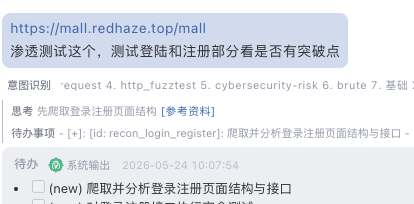 https://mall.redhaze.top/mall
渗透测试这个，测试登陆和注册部分看是否有突破点
意图识别 request 4. http_fuzztest 5. cybersecurity-risk 6. brute 7. 基础
思考 先爬取登录注册页面结构 [参考资料]
待办事项 - [+]: [id: recon_login_register]: 爬取并分析登录注册页面结构与接口 -
待办 系统输出 2026-05-24 10:07:54
(new) 爬取并分析登录注册页面结构与接口